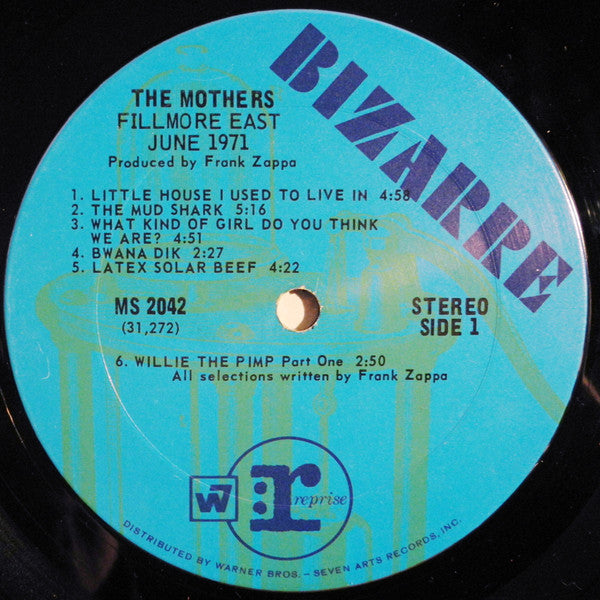 BIZARRE
THE MOTHERS
FILLMORE EAST
JUNE 1971
Produced by Frank Zappa
1. LITTLE HOUSE I USED TO LIVE IN 4:58
2. THE MUD SHARK 5:16
3. WHAT KIND OF GIRL DO YOU THINK
WE ARE? 4:51
4. BWANA DIK 2:27
5. LATEX SOLAR BEEF 4:22
MS 2042
(31,272)
STEREO
SIDE 1
6. WILLIE THE PIMP Part One 2:50
All selections written by Frank Zappa
W7
r: reprise
DISTRIBUTED BY WARNER BROS. – SEVEN ARTS RECORDS, INC.